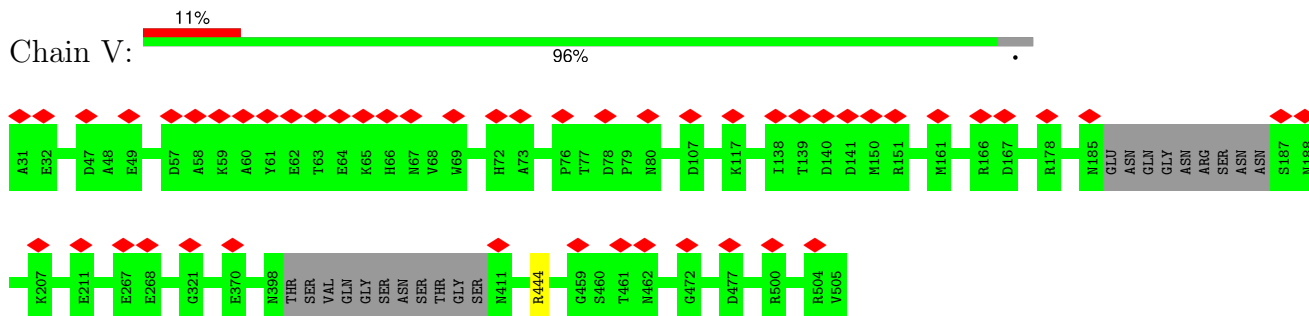 11%
Chain V:
96%
.
A31 E32 D47 A48 E49 D57 A58 K59 A60 Y61 E62 T63 E64 K65 H66 N67 V68 W69 H72 A73 P76 T77 D78 P79 N80 D107 K117 I138 T139 D140 D141 M150 R151 M161 R166 D167 R178 N185 GLU ASN GLN GLY ASN ARG SER ASN ASN S187 N188
K207 E211 E267 E268 G321 E370 N398 THR SER VAL GLN GLY SER ASN SER THR GLY SER N411 R444 G459 S460 T461 N462 G472 D477 R500 R504 V505